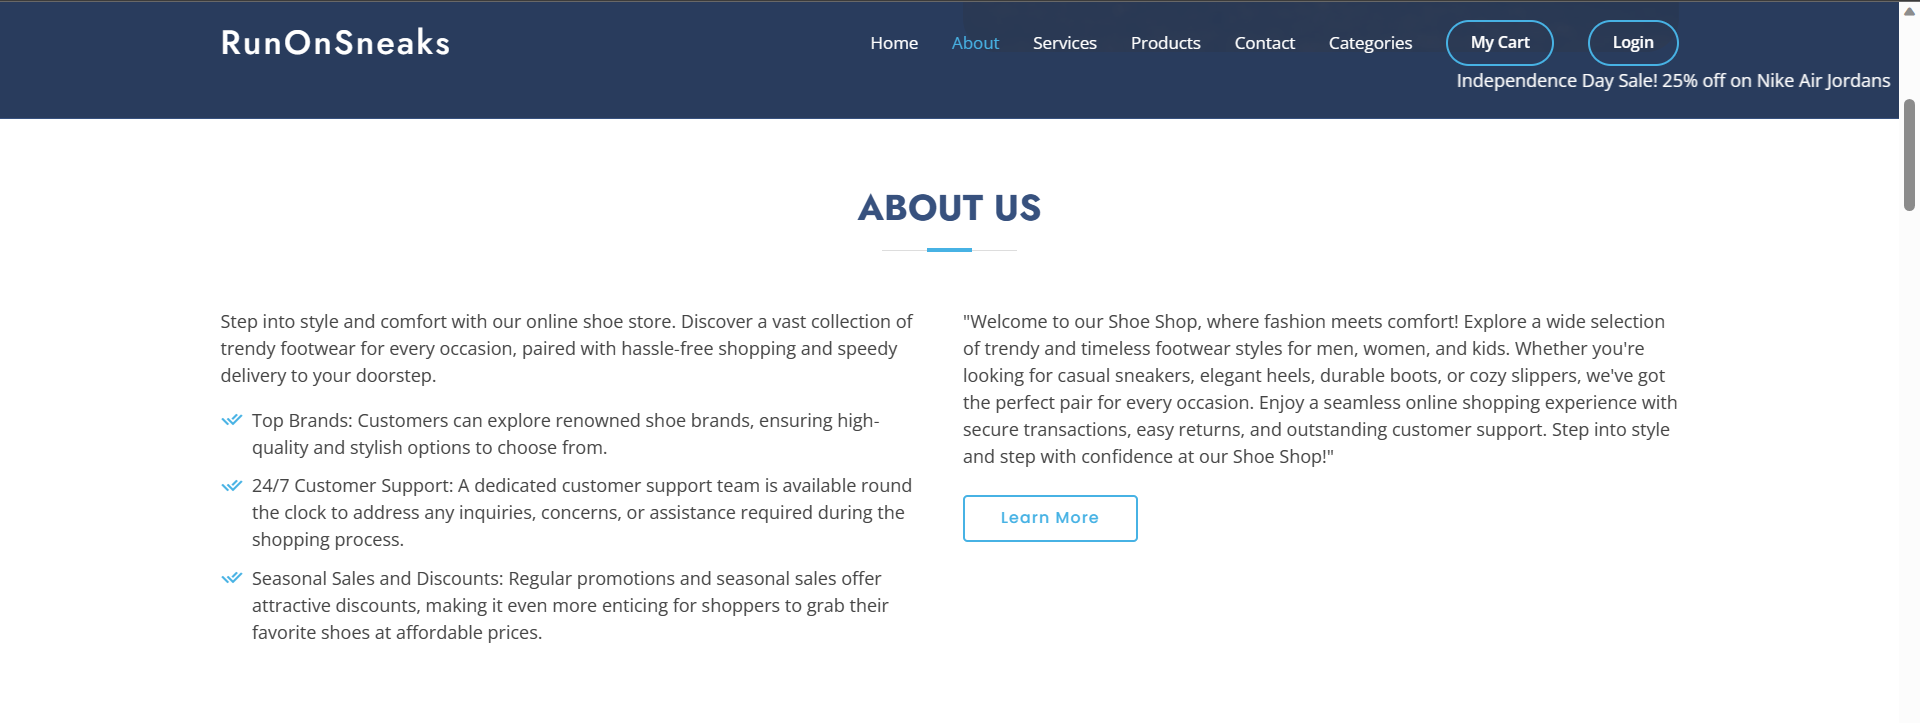 RunOnSneaks
Home About Services Products Contact Categories My Cart Login
Independence Day Sale! 25% off on Nike Air Jordans
ABOUT US
Step into style and comfort with our online shoe store. Discover a vast collection of
trendy footwear for every occasion, paired with hassle-free shopping and speedy
delivery to your doorstep.
Top Brands: Customers can explore renowned shoe brands, ensuring high-
quality and stylish options to choose from.
24/7 Customer Support: A dedicated customer support team is available round
the clock to address any inquiries, concerns, or assistance required during the
shopping process.
Seasonal Sales and Discounts: Regular promotions and seasonal sales offer
attractive discounts, making it even more enticing for shoppers to grab their
favorite shoes at affordable prices.
"Welcome to our Shoe Shop, where fashion meets comfort! Explore a wide selection
of trendy and timeless footwear styles for men, women, and kids. Whether you're
looking for casual sneakers, elegant heels, durable boots, or cozy slippers, we've got
the perfect pair for every occasion. Enjoy a seamless online shopping experience with
secure transactions, easy returns, and outstanding customer support. Step into style
and step with confidence at our Shoe Shop!"
Learn More